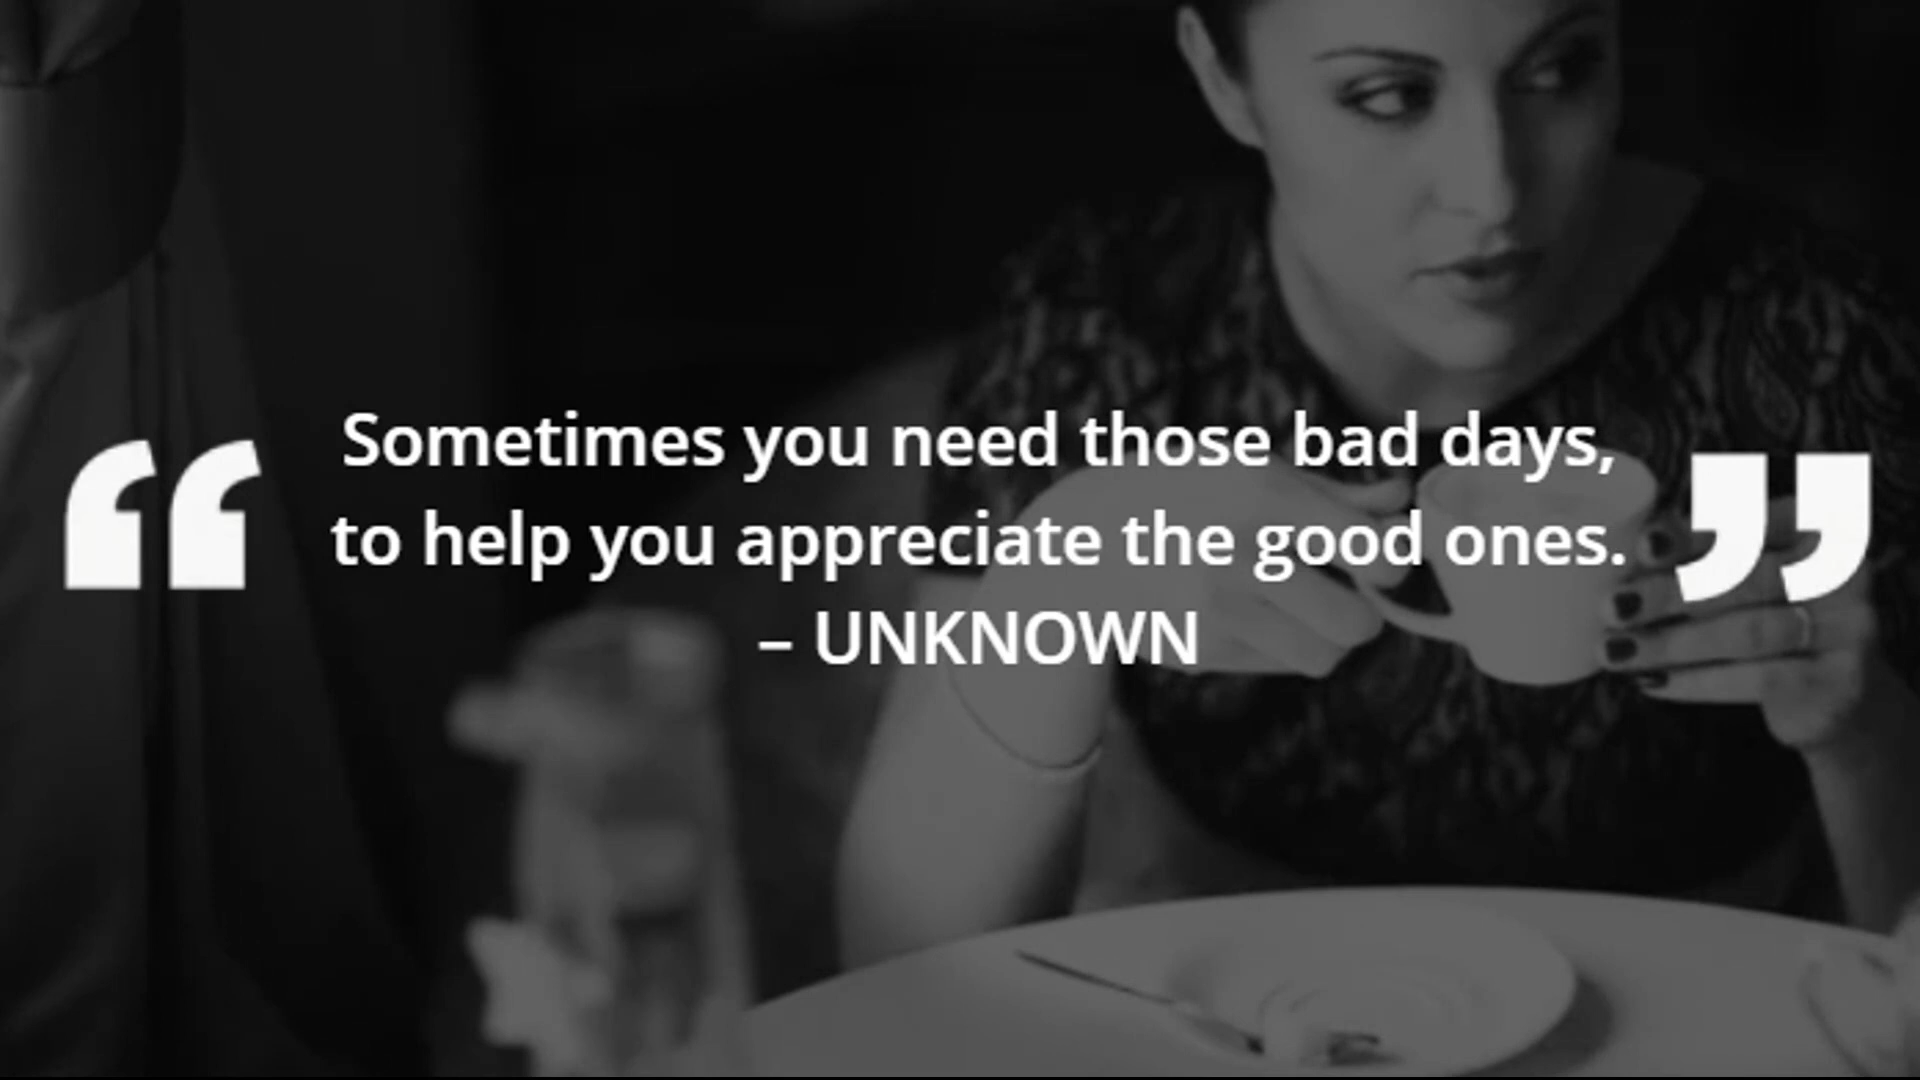 “ Sometimes you need those bad days, ”
to help you appreciate the good ones.
– UNKNOWN